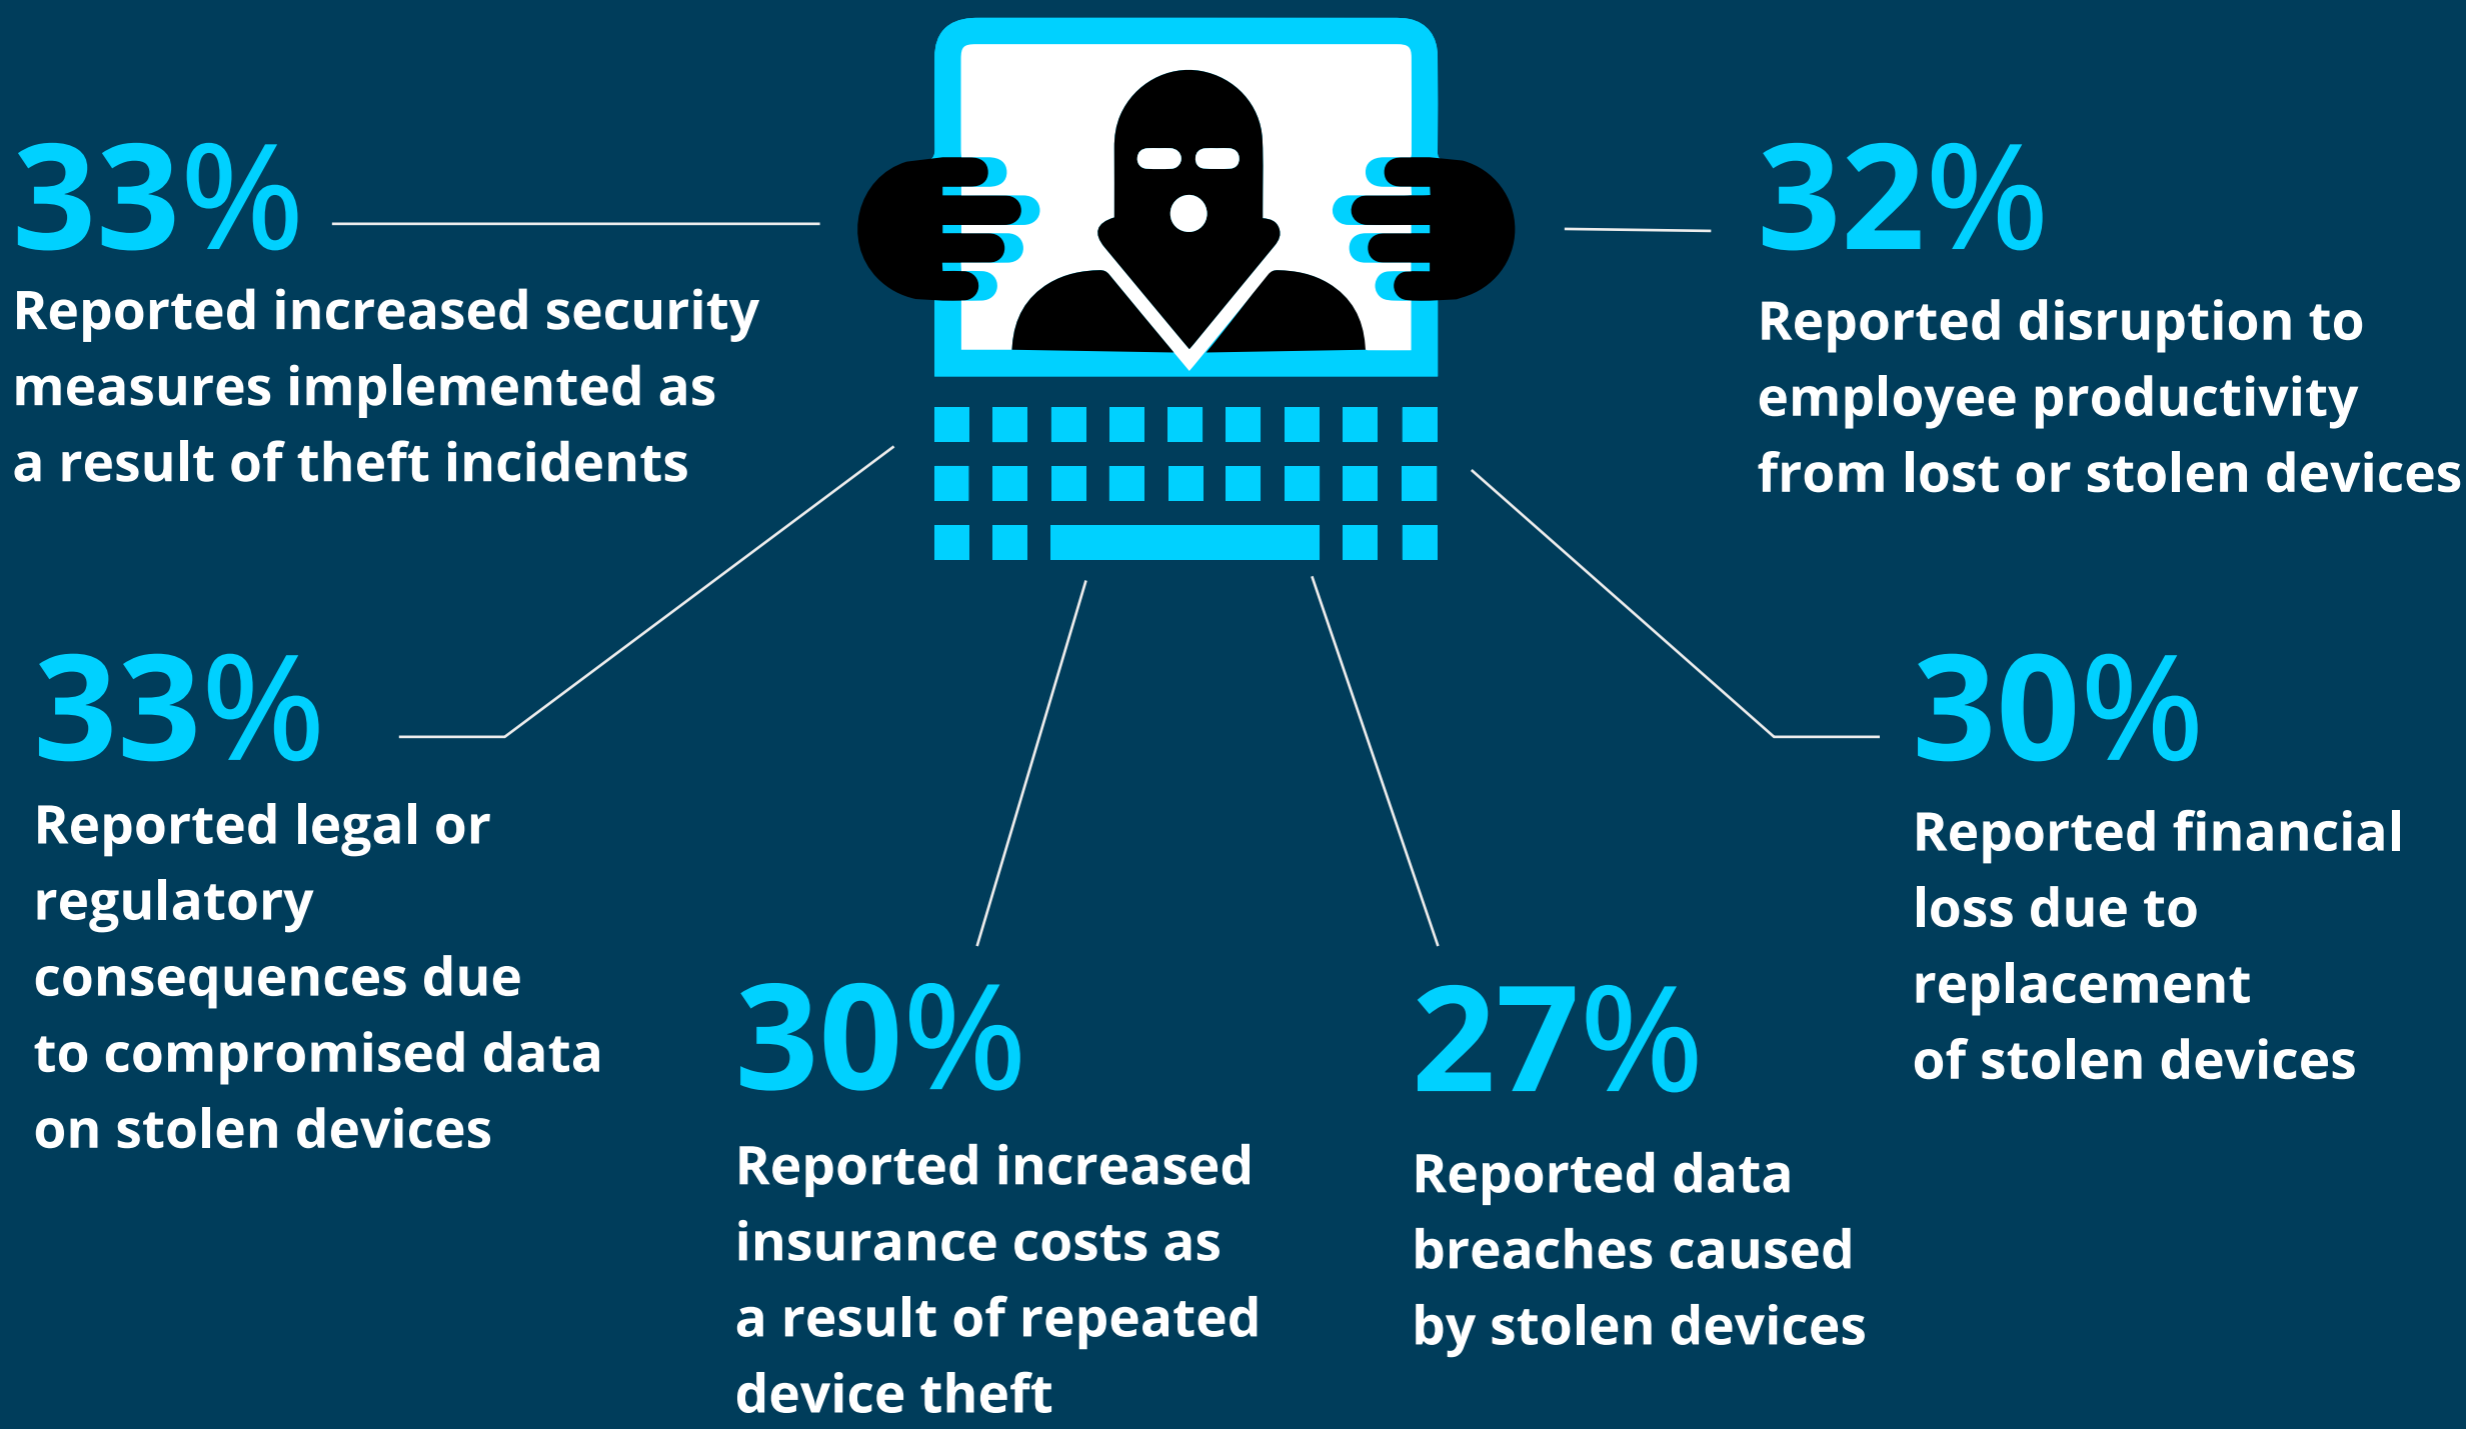 33%
Reported increased security
measures implemented as
a result of theft incidents
32%
Reported disruption to
employee productivity
from lost or stolen devices
33%
Reported legal or
regulatory
consequences due
to compromised data
on stolen devices
30%
Reported increased
insurance costs as
a result of repeated
device theft
27%
Reported data
breaches caused
by stolen devices
30%
Reported financial
loss due to
replacement
of stolen devices